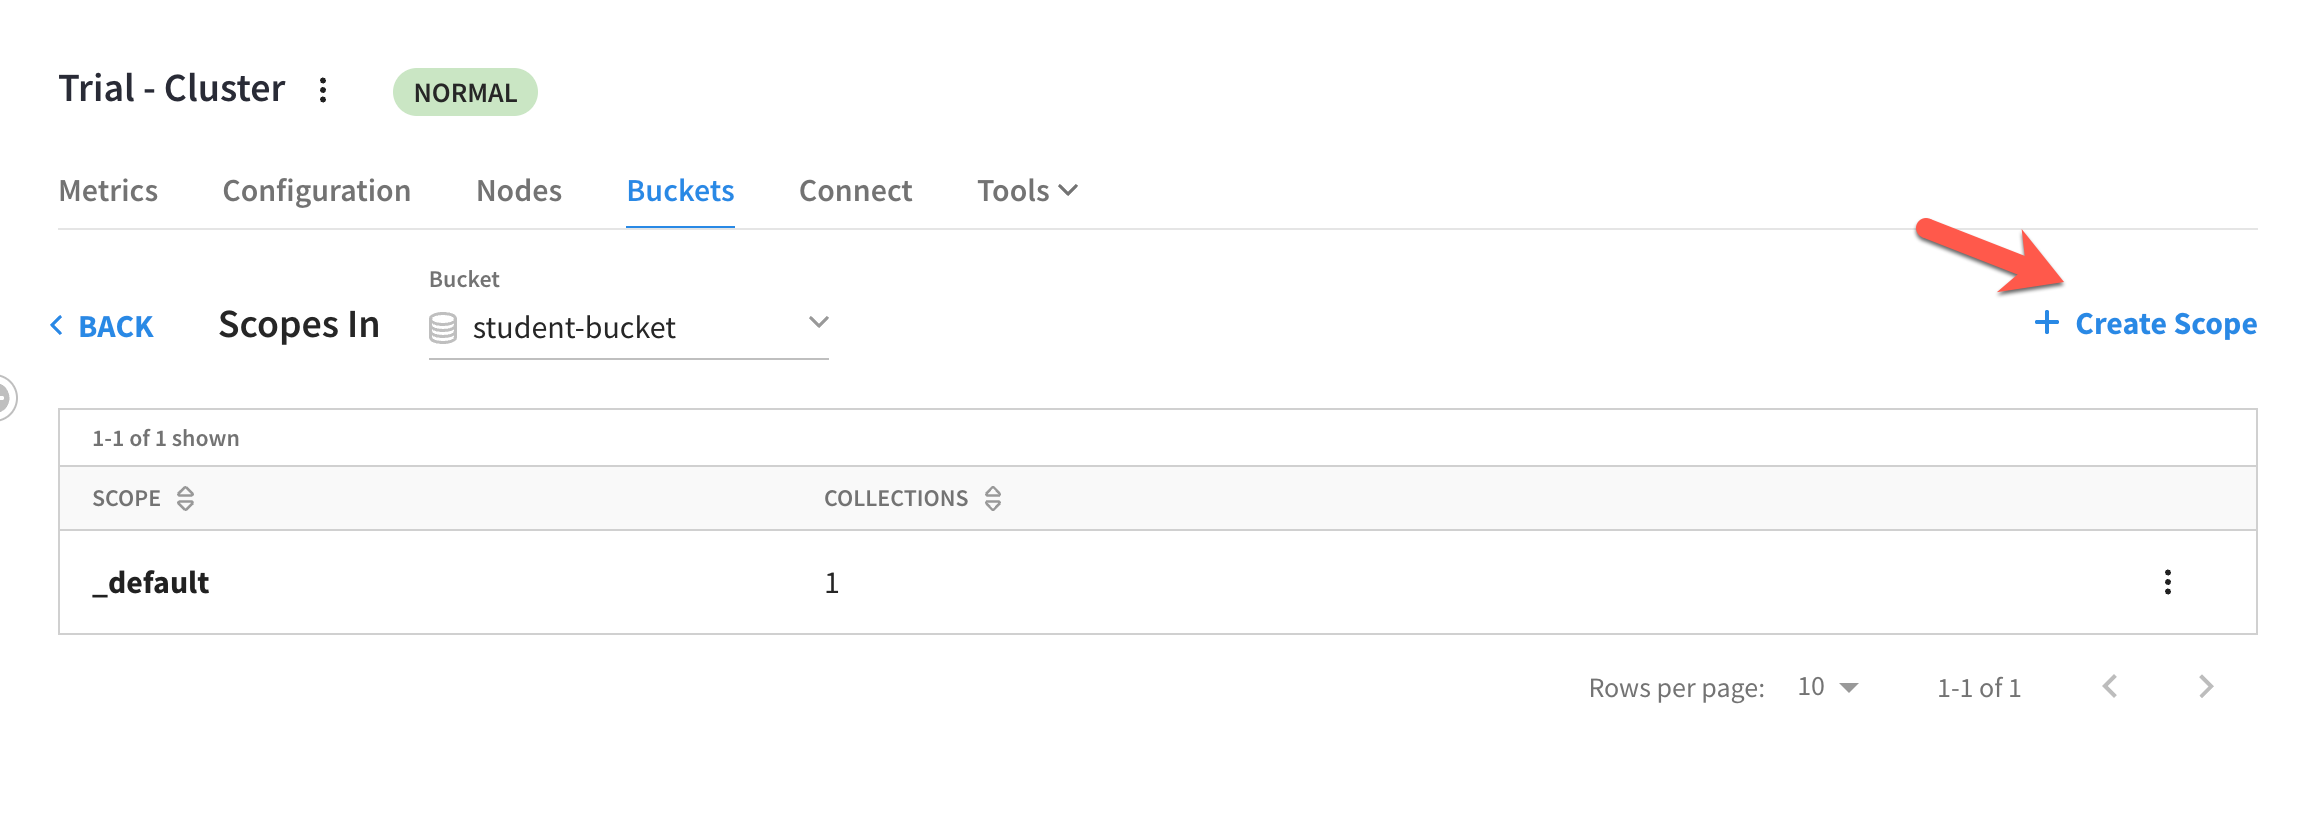 Trial - Cluster NORMAL
Metrics Configuration Nodes Buckets Connect Tools
Bucket
BACK Scopes In student-bucket + Create Scope
1-1 of 1 shown
SCOPE COLLECTIONS
_default 1
Rows per page: 10 1-1 of 1